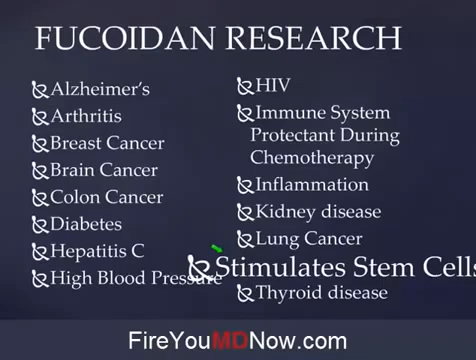 FUCOIDAN RESEARCH
Alzheimer's
Arthritis
Breast Cancer
Brain Cancer
Colon Cancer
Diabetes
Hepatitis C
High Blood Pressure
HIV
Immune System
Protectant During
Chemotherapy
Inflammation
Kidney disease
Lung Cancer
Stimulates Stem Cells
Thyroid disease
FireYouMDNow.com